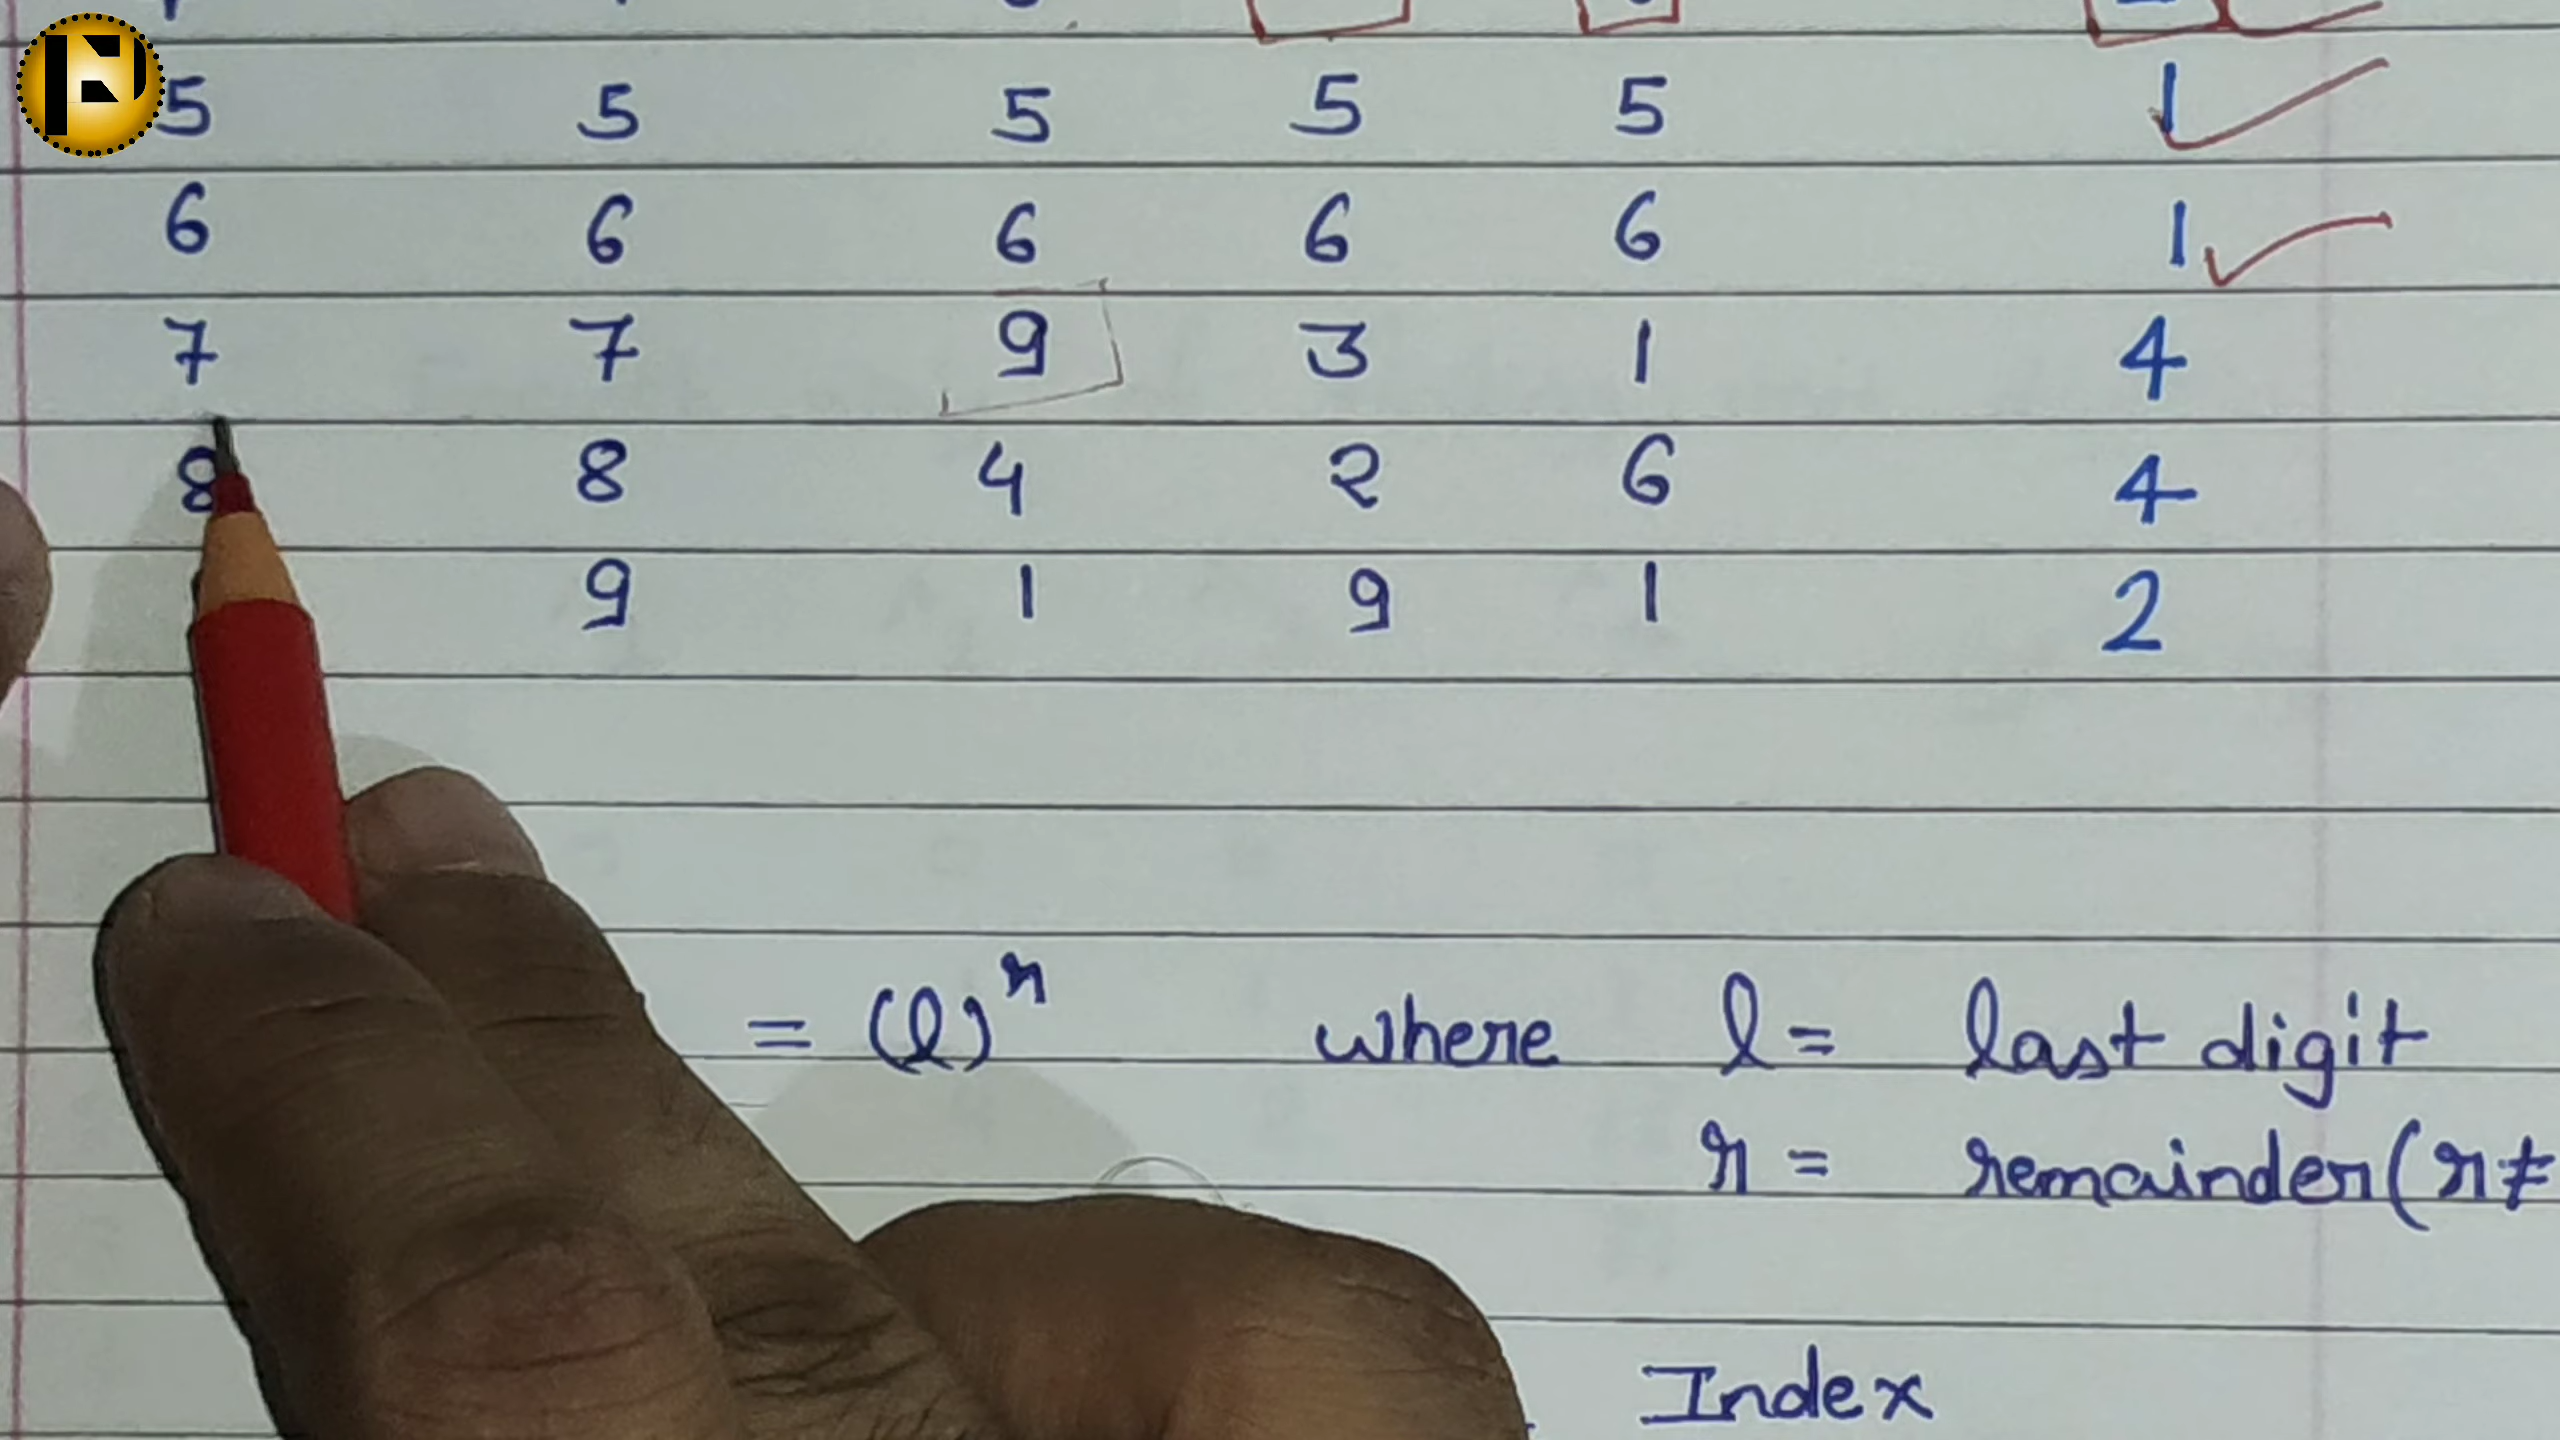 5 5 5 5 5 1
6 6 6 6 6 1
7 7 9 3 1 4
8 8 4 2 6 4
9 1 9 1 2
= (l)^r where l = last digit
r = remainder (r ≠
Index